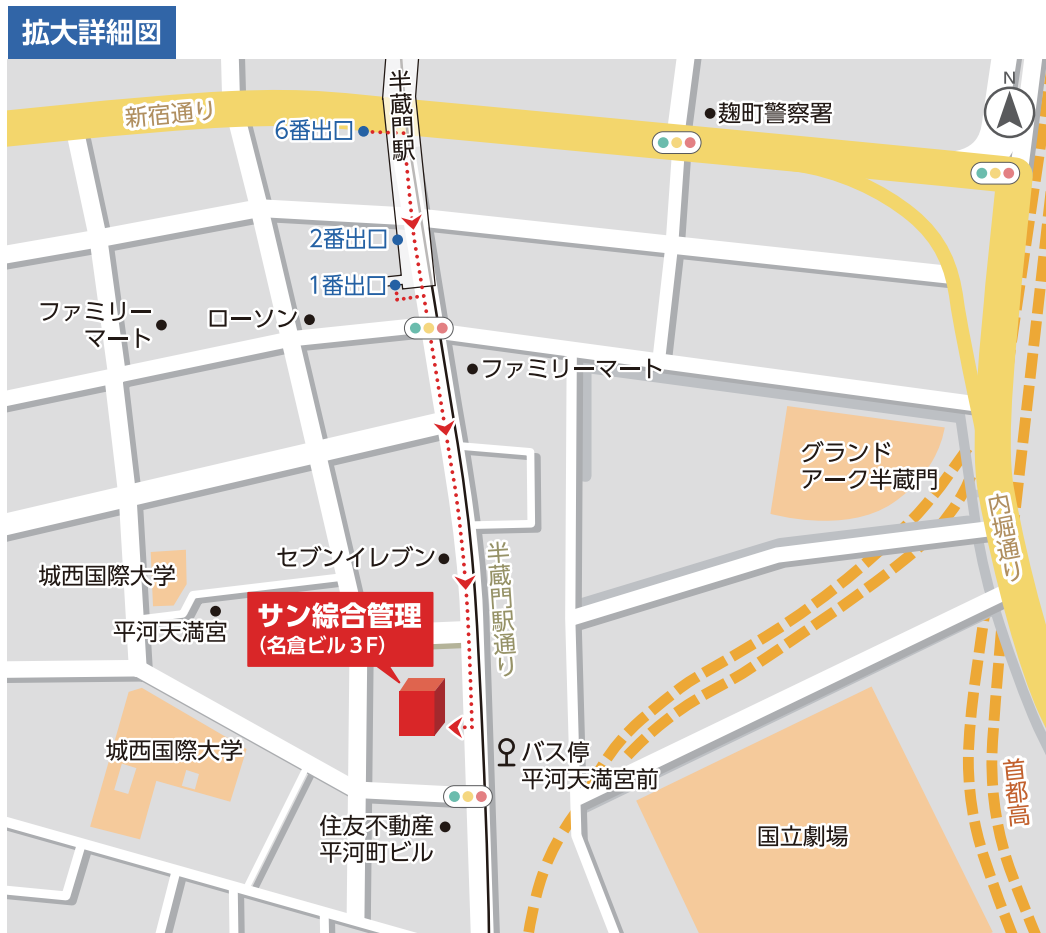 拡大詳細図
半蔵門駅
N
新宿通り
麹町警察署
6番出口
2番出口
1番出口
ファミリー
マート
ローソン
ファミリーマート
グランド
アーク半蔵門
内堀通り
セブンイレブン
半蔵門駅通り
城西国際大学
平河天満宮
サン綜合管理
(名倉ビル3F)
城西国際大学
バス停
平河天満宮前
首都高
住友不動産
平河町ビル
国立劇場